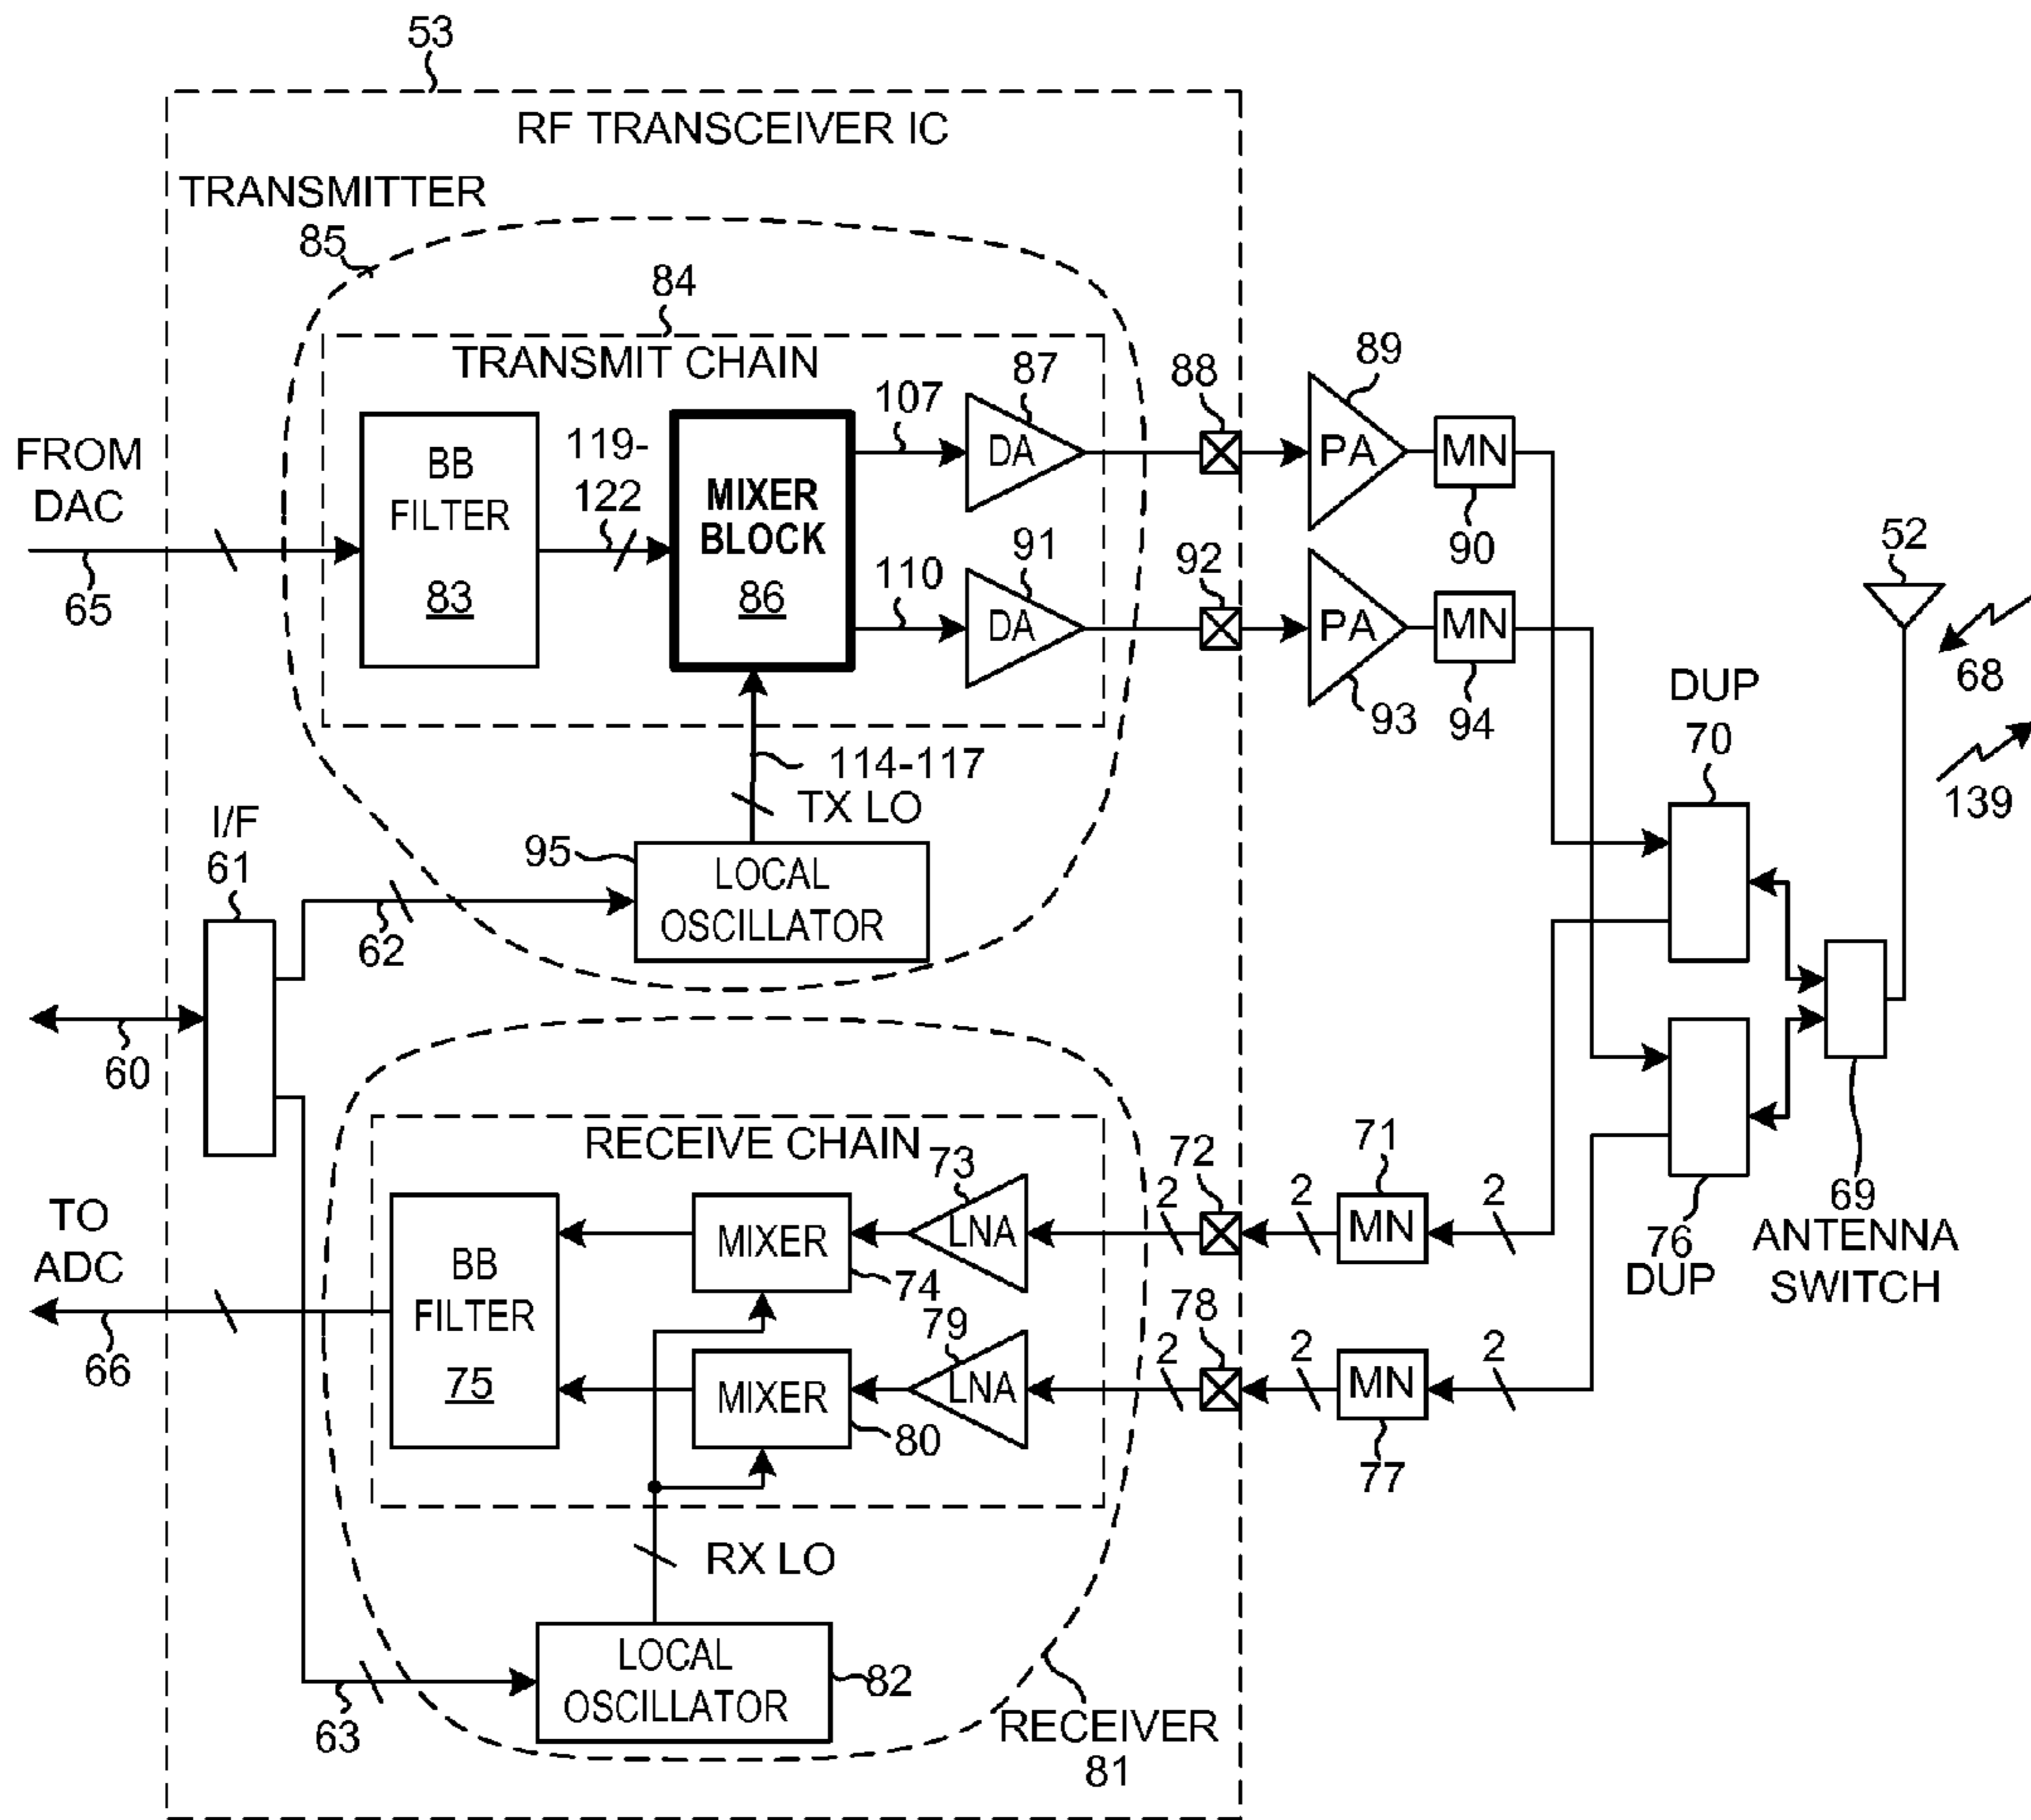 53
RF TRANSCEIVER IC
TRANSMITTER
85
84
TRANSMIT CHAIN
FROM
DAC
65
BB
FILTER
83
119-
122
MIXER
BLOCK
86
107
110
87
DA
91
DA
88
92
89
PA
MN
90
PA
93
MN
94
52
68
139
DUP
70
114-117
TX LO
95
LOCAL
OSCILLATOR
I/F
61
62
60
69
ANTENNA
SWITCH
76
DUP
RECEIVE CHAIN
TO
ADC
66
BB
FILTER
75
MIXER
74
73
LNA
2
72
2
71
MN
2
MIXER
80
79
LNA
2
78
2
MN
77
2
RX LO
LOCAL
OSCILLATOR
82
63
RECEIVER
81